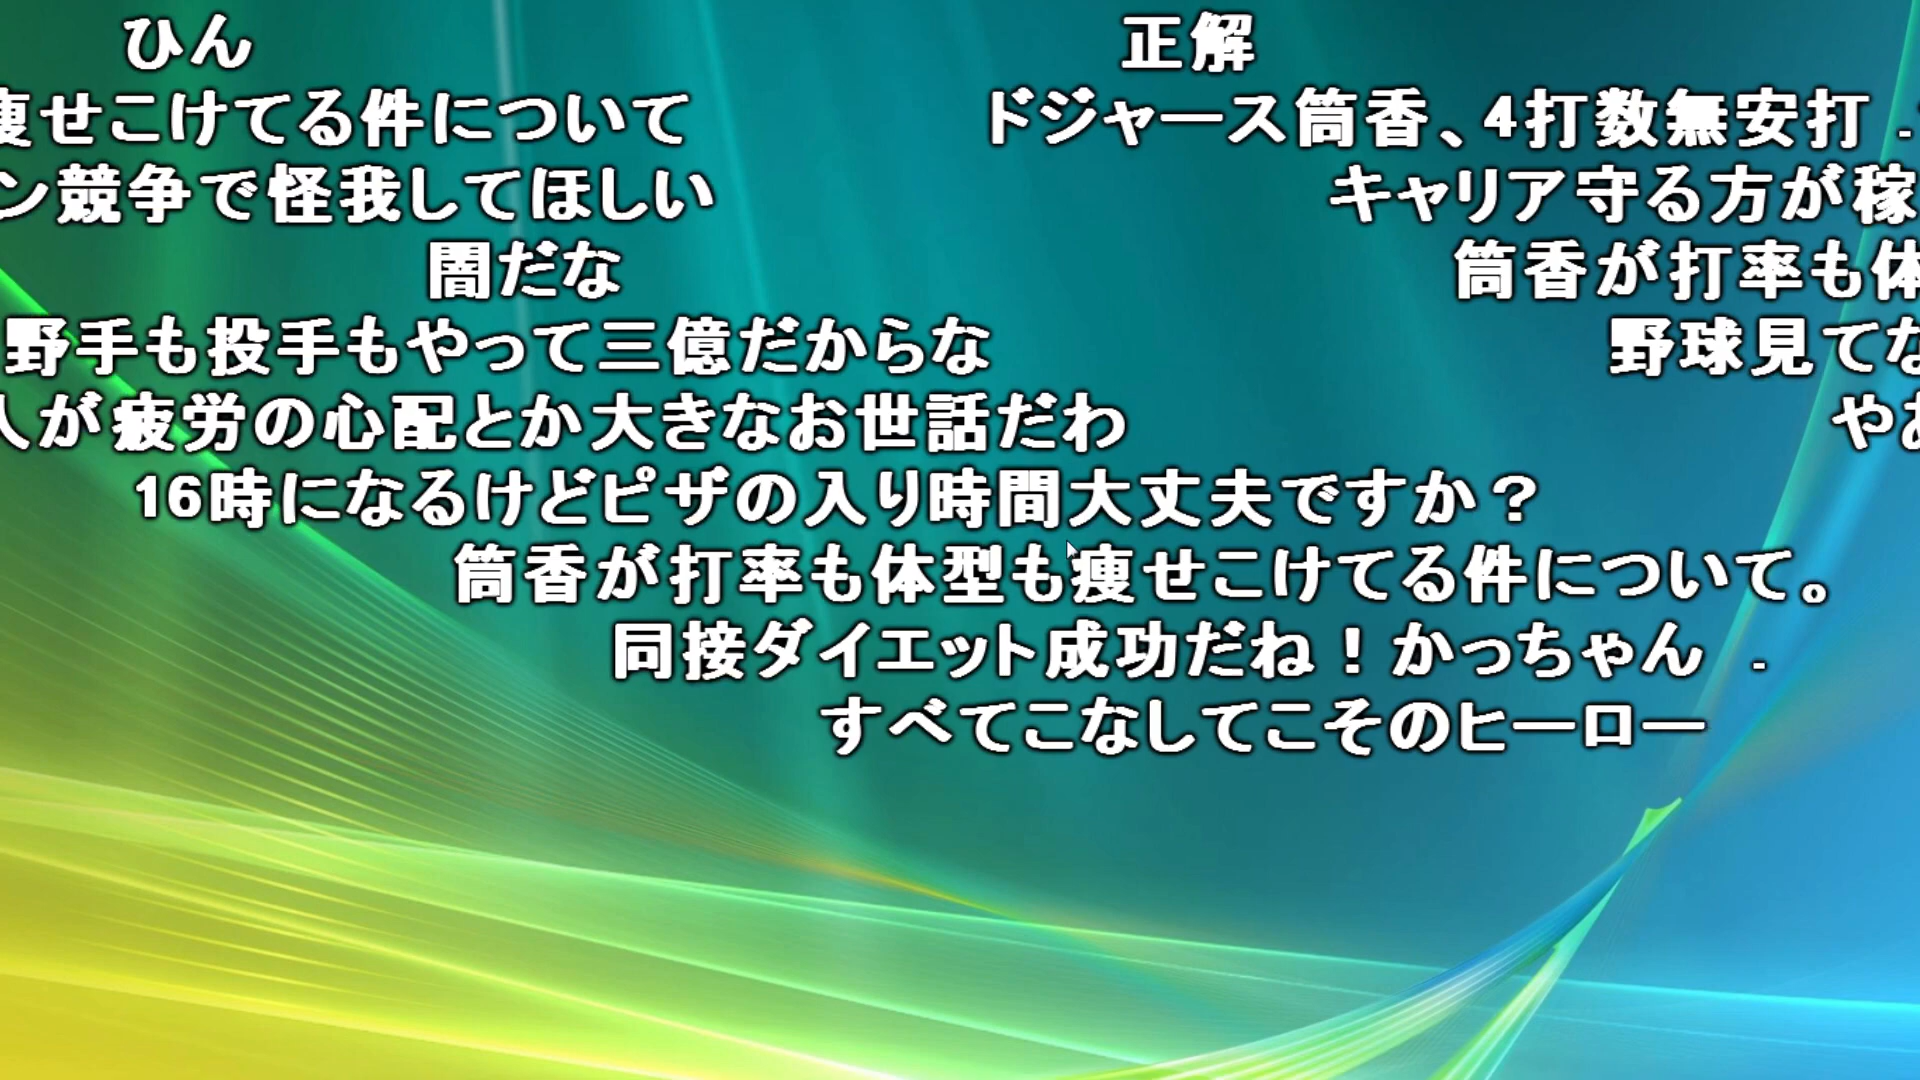 ひん
正解
痩せこけてる件について
ドジャース筒香、4打数無安打 -
ン競争で怪我してほしい
キャリア守る方が稼
闇だな
筒香が打率も体
野手も投手もやって三億だからな
野球見てな
人が疲労の心配とか大きなお世話だわ
やあ
16時になるけどピザの入り時間大丈夫ですか？
筒香が打率も体型も痩せこけてる件について。
同接ダイエット成功だね！かっちゃん -
すべてこなしてこそのヒーロー